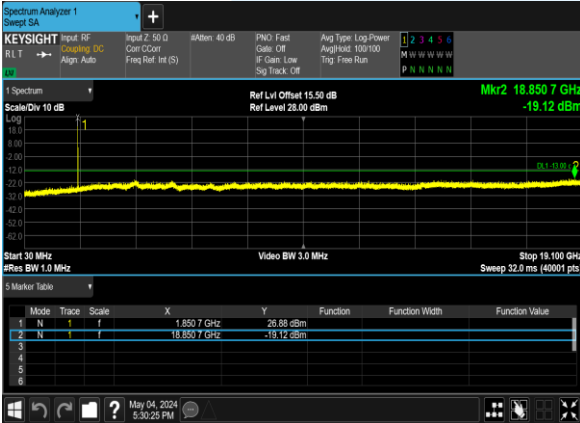 Spectrum Analyzer 1
Swept SA
+
KEYSIGHT Input: RF Input Z: 50 Ω #Atten: 40 dB PNO: Fast Avg Type: Log-Power 1 2 3 4 5 6
RLT Coupling: DC Corr CCorr Gate: Off Avg|Hold: 100/100 M W W W W W
Align: Auto Freq Ref: Int (S) IF Gain: Low Trig: Free Run
Sig Track: Off P N N N N N
1 Spectrum Ref Lvl Offset 15.50 dB Mkr2 18.850 7 GHz
Scale/Div 10 dB Ref Level 28.00 dBm -19.12 dBm
Log
18.0
8.00
-2.00
-12.0
-22.0
-32.0
-42.0
-52.0
-62.0
1
DL1 -13.00
2
Start 30 MHz Video BW 3.0 MHz Stop 19.100 GHz
#Res BW 1.0 MHz Sweep 32.0 ms (40001 pts
5 Marker Table
Mode Trace Scale X Y Function Function Width Function Value
1 N 1 f 1.850 7 GHz 26.88 dBm
2 N 1 f 18.850 7 GHz -19.12 dBm
3
4
5
6
? May 04, 2024
5:30:25 PM